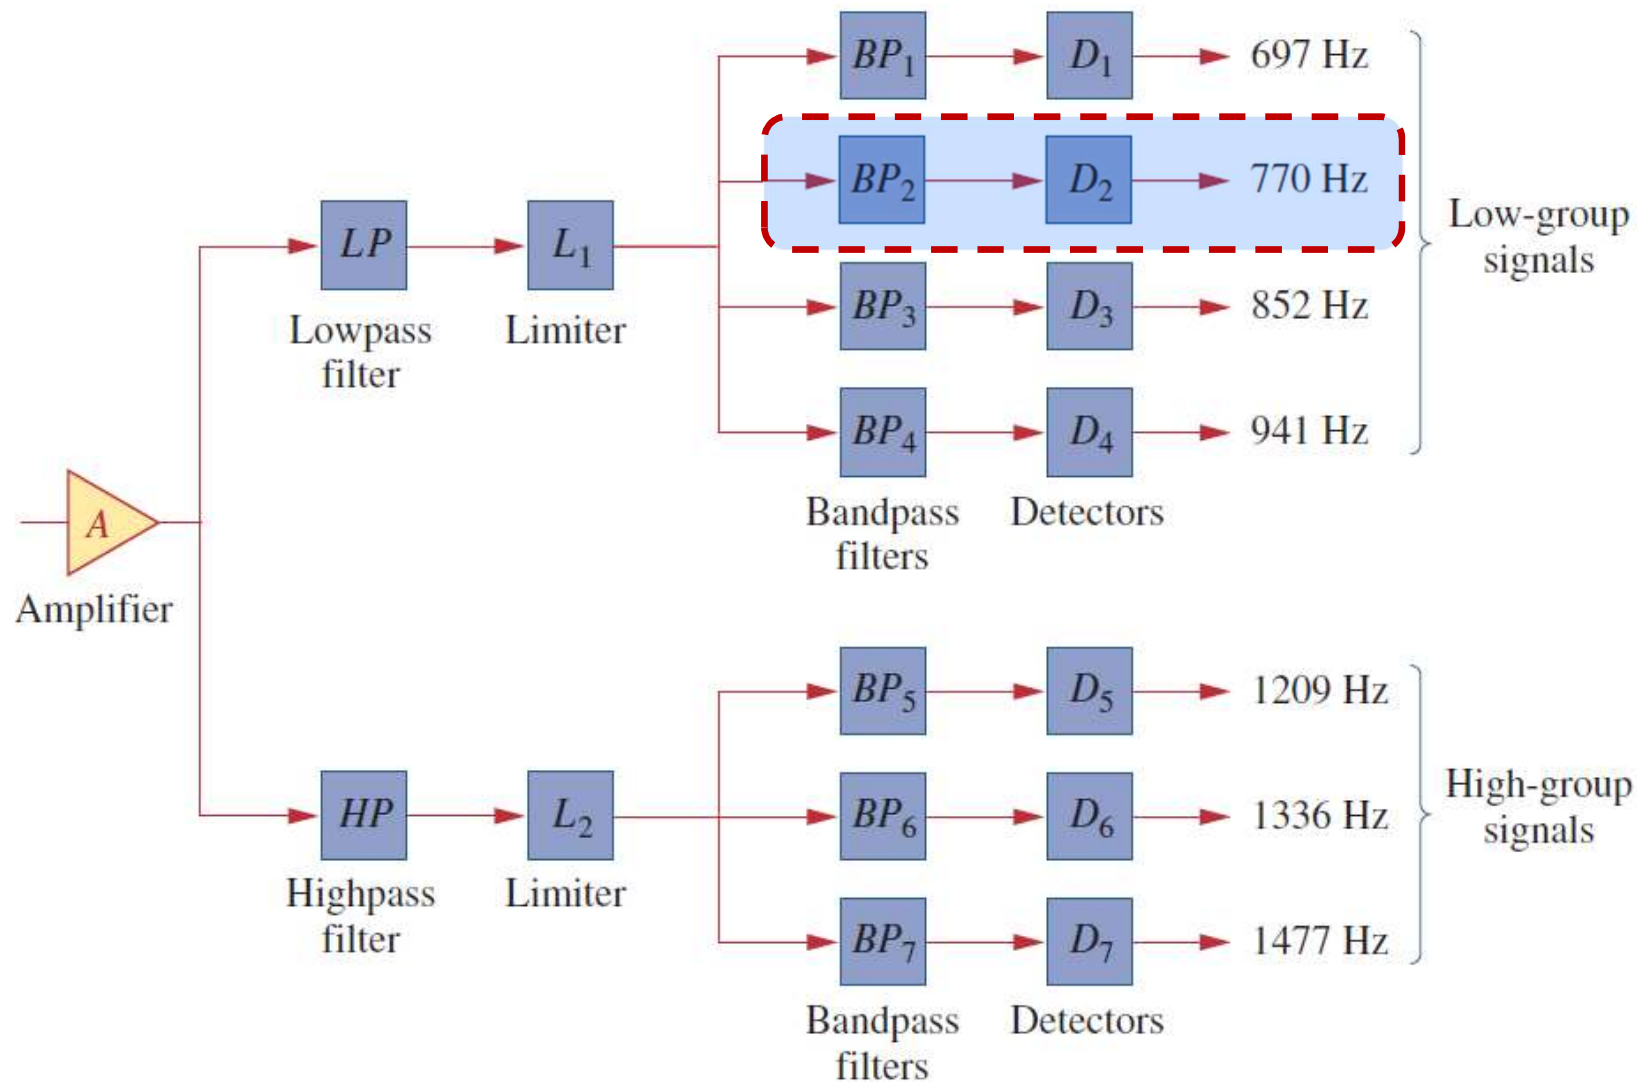 BP₁ D₁ 697 Hz
BP₂ D₂ 770 Hz
LP L₁
Lowpass
filter
Limiter
BP₃ D₃ 852 Hz
BP₄ D₄ 941 Hz
Bandpass
filters
Detectors
Low-group
signals
A
Amplifier
BP₅ D₅ 1209 Hz
HP L₂
Highpass
filter
Limiter
BP₆ D₆ 1336 Hz
BP₇ D₇ 1477 Hz
Bandpass
filters
Detectors
High-group
signals